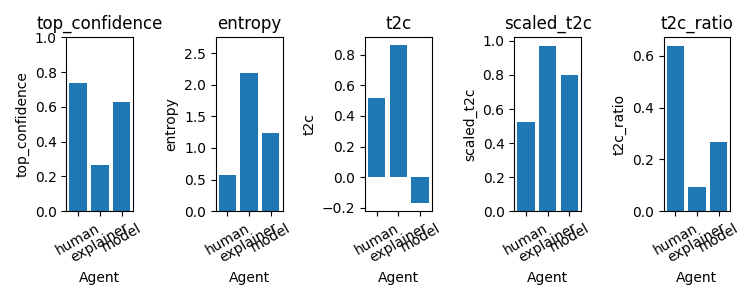 top_confidence
1.0
0.8
0.6
0.4
0.2
0.0
top_confidence
human
explainer
model
Agent
entropy
2.5
2.0
1.5
1.0
0.5
0.0
entropy
human
explainer
model
Agent
t2c
0.8
0.6
0.4
0.2
0.0
−0.2
t2c
human
explainer
model
Agent
scaled_t2c
1.0
0.8
0.6
0.4
0.2
0.0
scaled_t2c
human
explainer
model
Agent
t2c_ratio
0.6
0.4
0.2
0.0
t2c_ratio
human
explainer
model
Agent